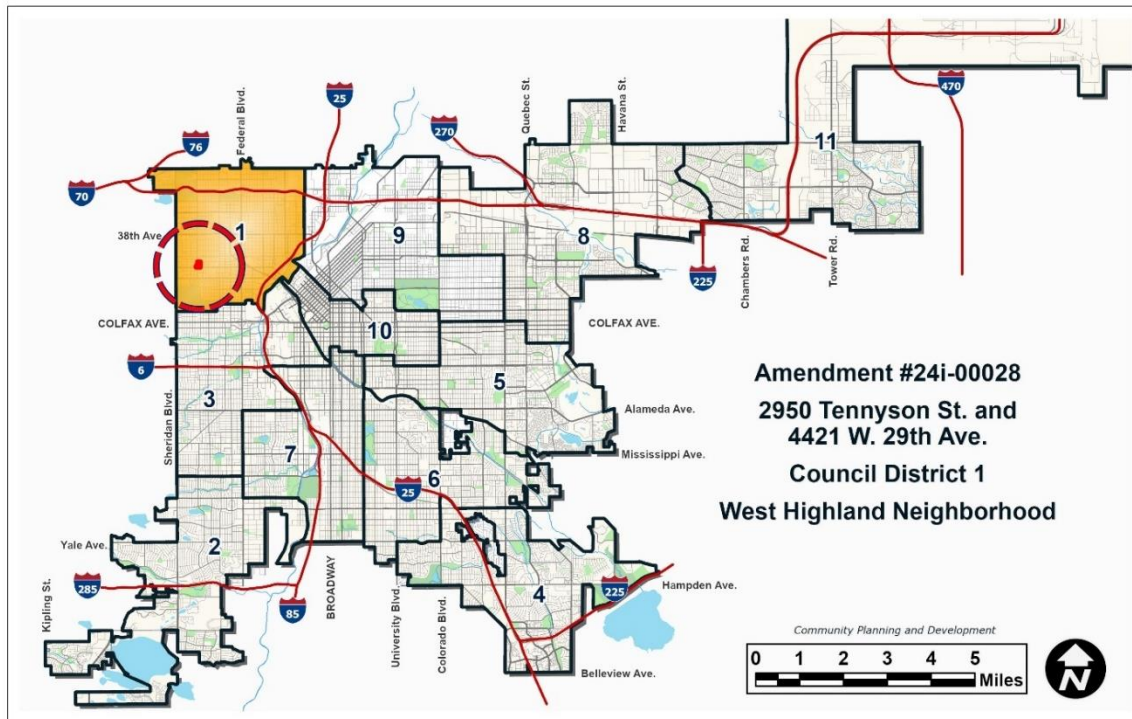 25
Federal Blvd.
Quebec St.
Havana St.
470
76
270
11
70
38th Ave.
1
9
8
225
Chambers Rd.
Tower Rd.
COLFAX AVE.
10
COLFAX AVE.
6
3
5
Sheridan Blvd.
Alameda Ave.
7
Mississippi Ave.
6
25
Yale Ave.
2
4
225
Hampden Ave.
285
85
Kipling St.
BROADWAY
University Blvd.
Colorado Blvd.
Belleview Ave.
Amendment #24i-00028
2950 Tennyson St. and
4421 W. 29th Ave.
Council District 1
West Highland Neighborhood
Community Planning and Development
0 1 2 3 4 5
Miles
N